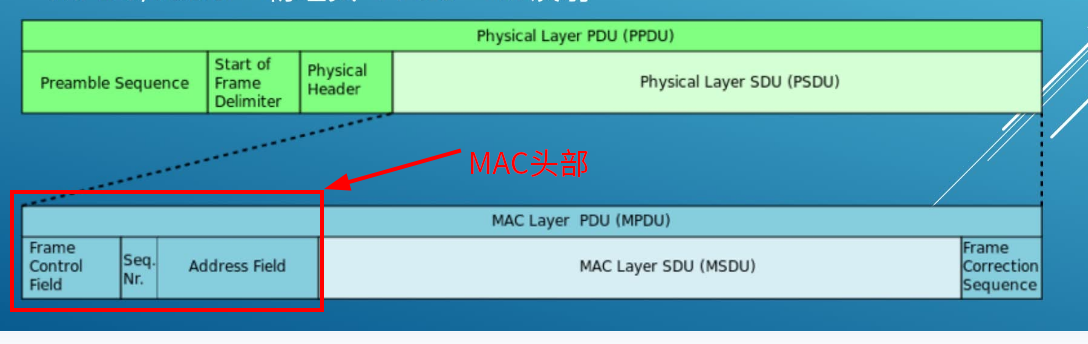 Physical Layer PDU (PPDU)
Preamble Sequence
Start of
Frame
Delimiter
Physical
Header
Physical Layer SDU (PSDU)
MAC头部
MAC Layer PDU (MPDU)
Frame
Control
Field
Seq.
Nr.
Address Field
MAC Layer SDU (MSDU)
Frame
Correction
Sequence